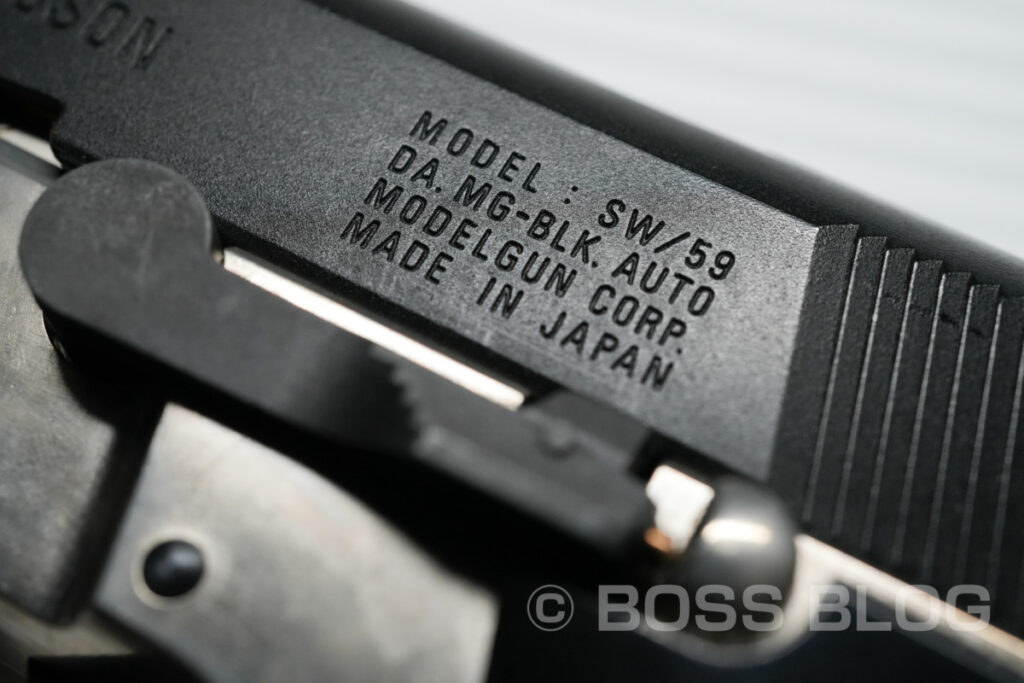 MODEL : SW/59
DA. MG-BLK. AUTO
MODELGUN CORP.
MADE IN JAPAN
© BOSS BLOG